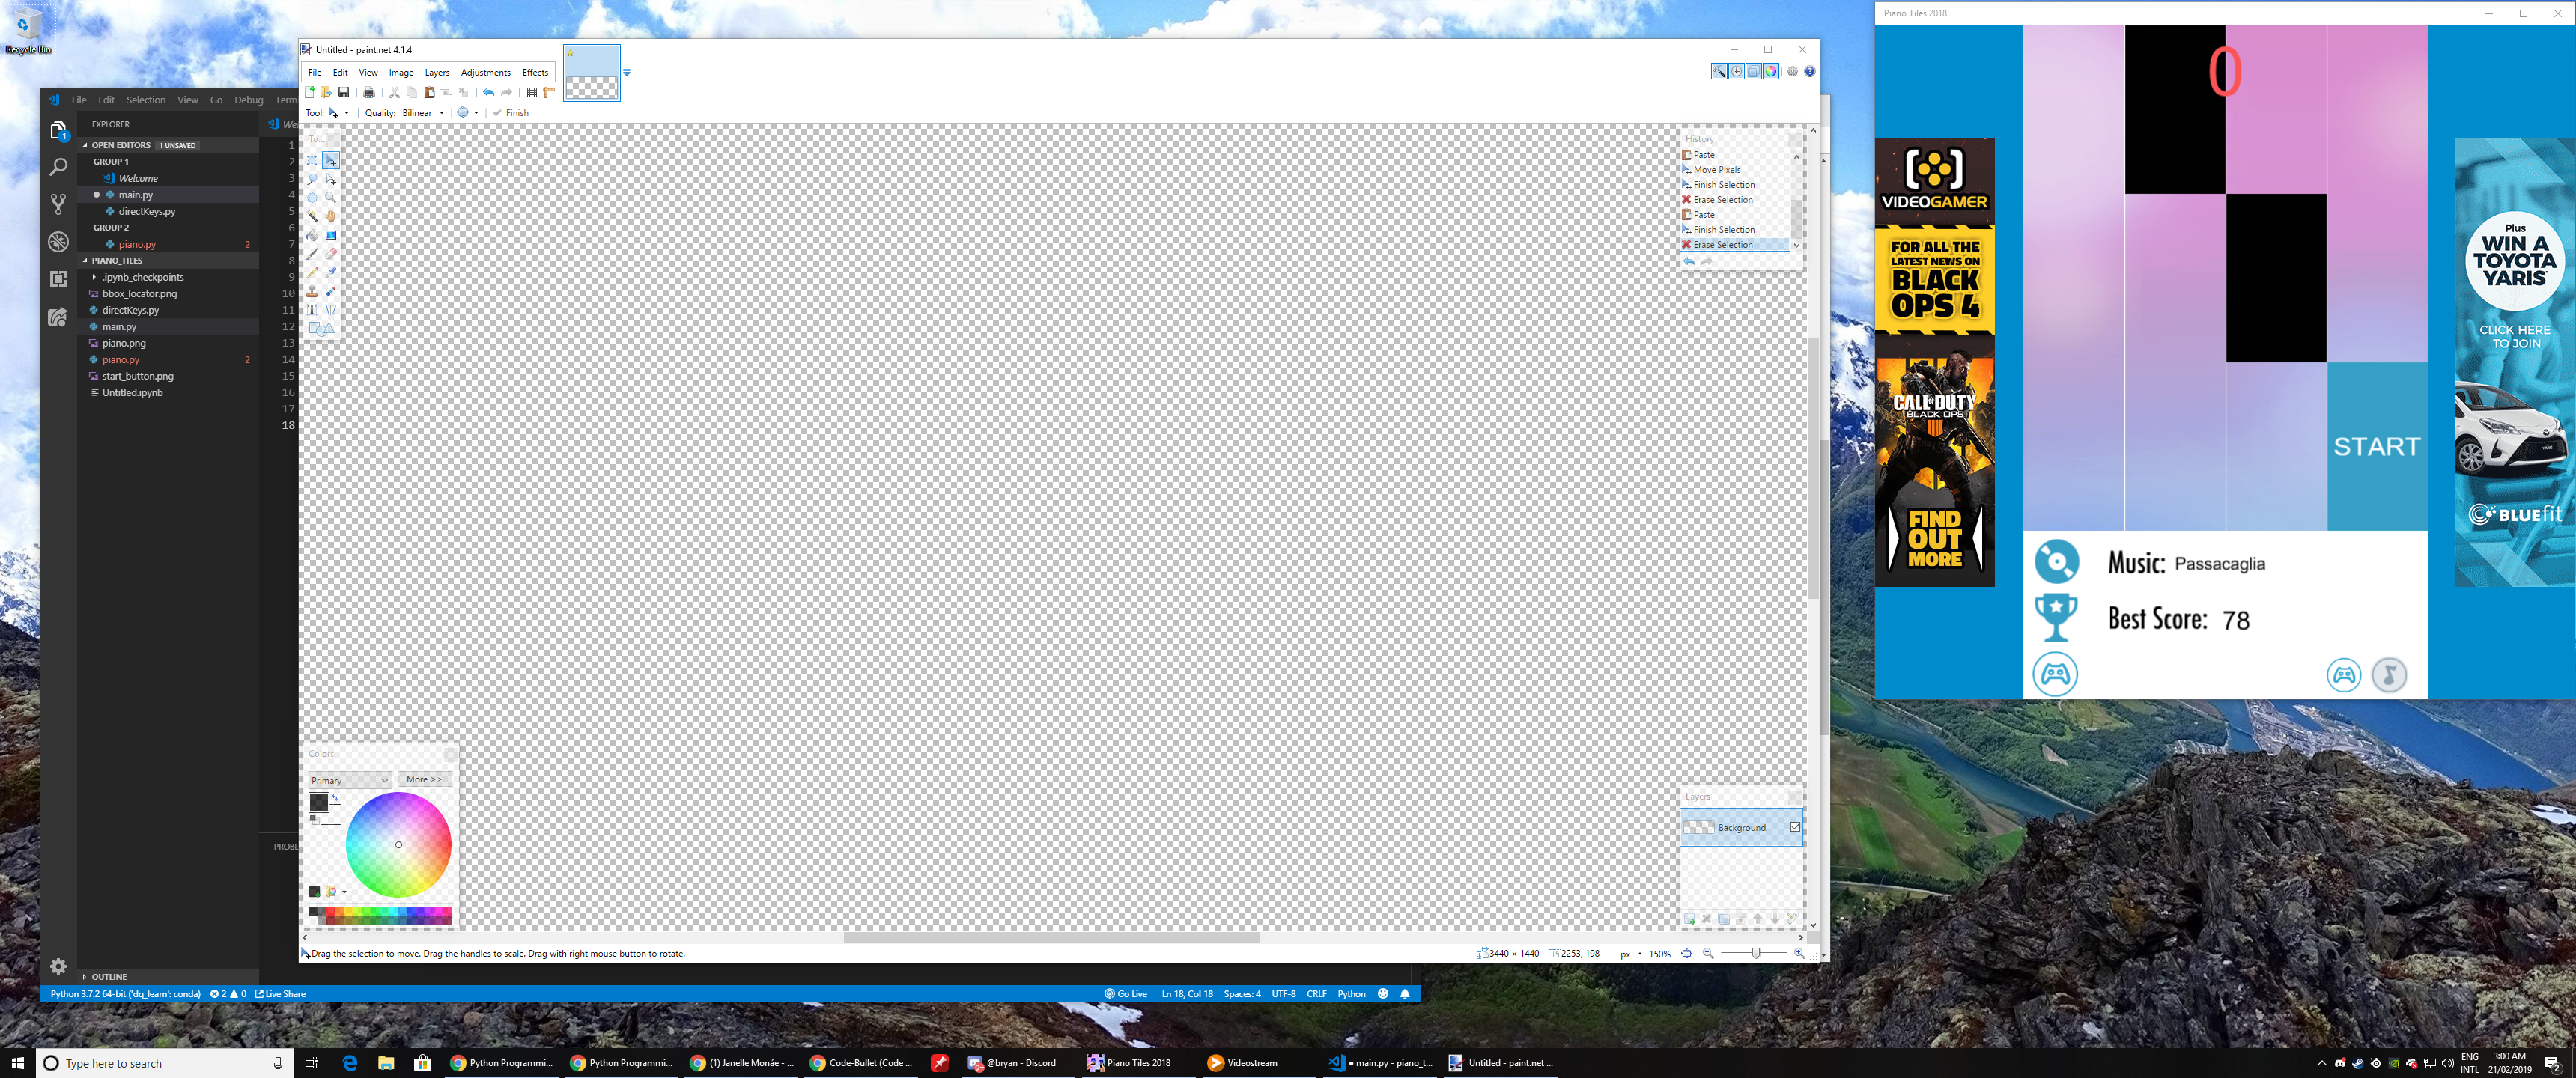 Recycle Bin
File Edit Selection View Go Debug Term
EXPLORER
OPEN EDITORS 1 UNSAVED
GROUP 1
Welcome
main.py
directKeys.py
GROUP 2
piano.py 2
PIANO_TILES
.ipynb_checkpoints
bbox_locator.png
directKeys.py
main.py
piano.png
piano.py 2
start_button.png
Untitled.ipynb
OUTLINE
1
We
1
2
3
4
5
6
7
8
9
10
11
12
13
14
15
16
17
18
PROBL
Python 3.7.2 64-bit ('dq_learn': conda) 2 0 Live Share
Go Live Ln 18, Col 18 Spaces: 4 UTF-8 CRLF Python
Untitled - paint.net 4.1.4
File Edit View Image Layers Adjustments Effects
Tool: Quality: Bilinear Finish
To...
History
Paste
Move Pixels
Finish Selection
Erase Selection
Paste
Finish Selection
Erase Selection
Colors
Primary More >>
Layers
Background
Drag the selection to move. Drag the handles to scale. Drag with right mouse button to rotate.
3440 × 1440 2253, 198 px 150%
Piano Tiles 2018
0
START
Music: Passacaglia
Best Score: 78
VIDEOGAMER
FOR ALL THE
LATEST NEWS ON
BLACK
OPS 4
CALL OF DUTY
BLACK OPS
FIND
OUT
MORE
Plus
WIN A
TOYOTA
YARIS*
CLICK HERE
TO JOIN
BLUEfit
Type here to search
Python Programmi...
Python Programmi...
(1) Janelle Monáe - ...
Code-Bullet (Code ...
@bryan - Discord
Piano Tiles 2018
Videostream
● main.py - piano_t...
Untitled - paint.net ...
ENG
INTL
3:00 AM
21/02/2019
2